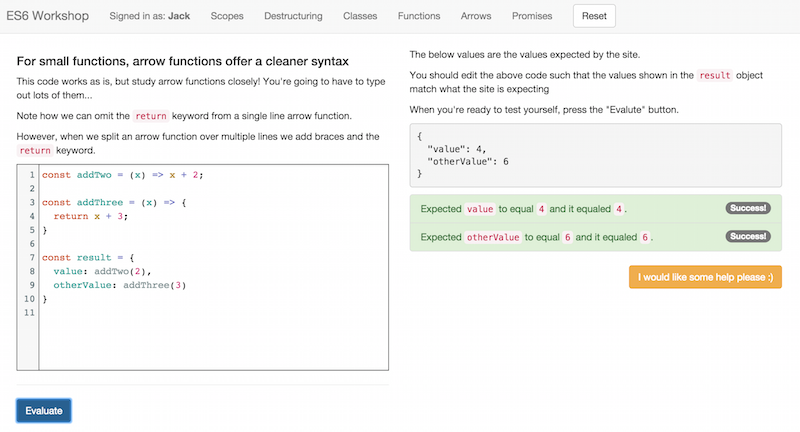 ES6 Workshop Signed in as: Jack Scopes Destructuring Classes Functions Arrows Promises Reset
For small functions, arrow functions offer a cleaner syntax
This code works as is, but study arrow functions closely! You're going to have to type
out lots of them...
Note how we can omit the return keyword from a single line arrow function.
However, when we split an arrow function over multiple lines we add braces and the
return keyword.
1 const addTwo = (x) => x + 2;
2
3 const addThree = (x) => {
4   return x + 3;
5 }
6
7 const result = {
8   value: addTwo(2),
9   otherValue: addThree(3)
10 }
11
Evaluate
The below values are the values expected by the site.
You should edit the above code such that the values shown in the result object
match what the site is expecting
When you're ready to test yourself, press the "Evalute" button.
{
  "value": 4,
  "otherValue": 6
}
Expected value to equal 4 and it equaled 4. Success!
Expected otherValue to equal 6 and it equaled 6. Success!
I would like some help please :)